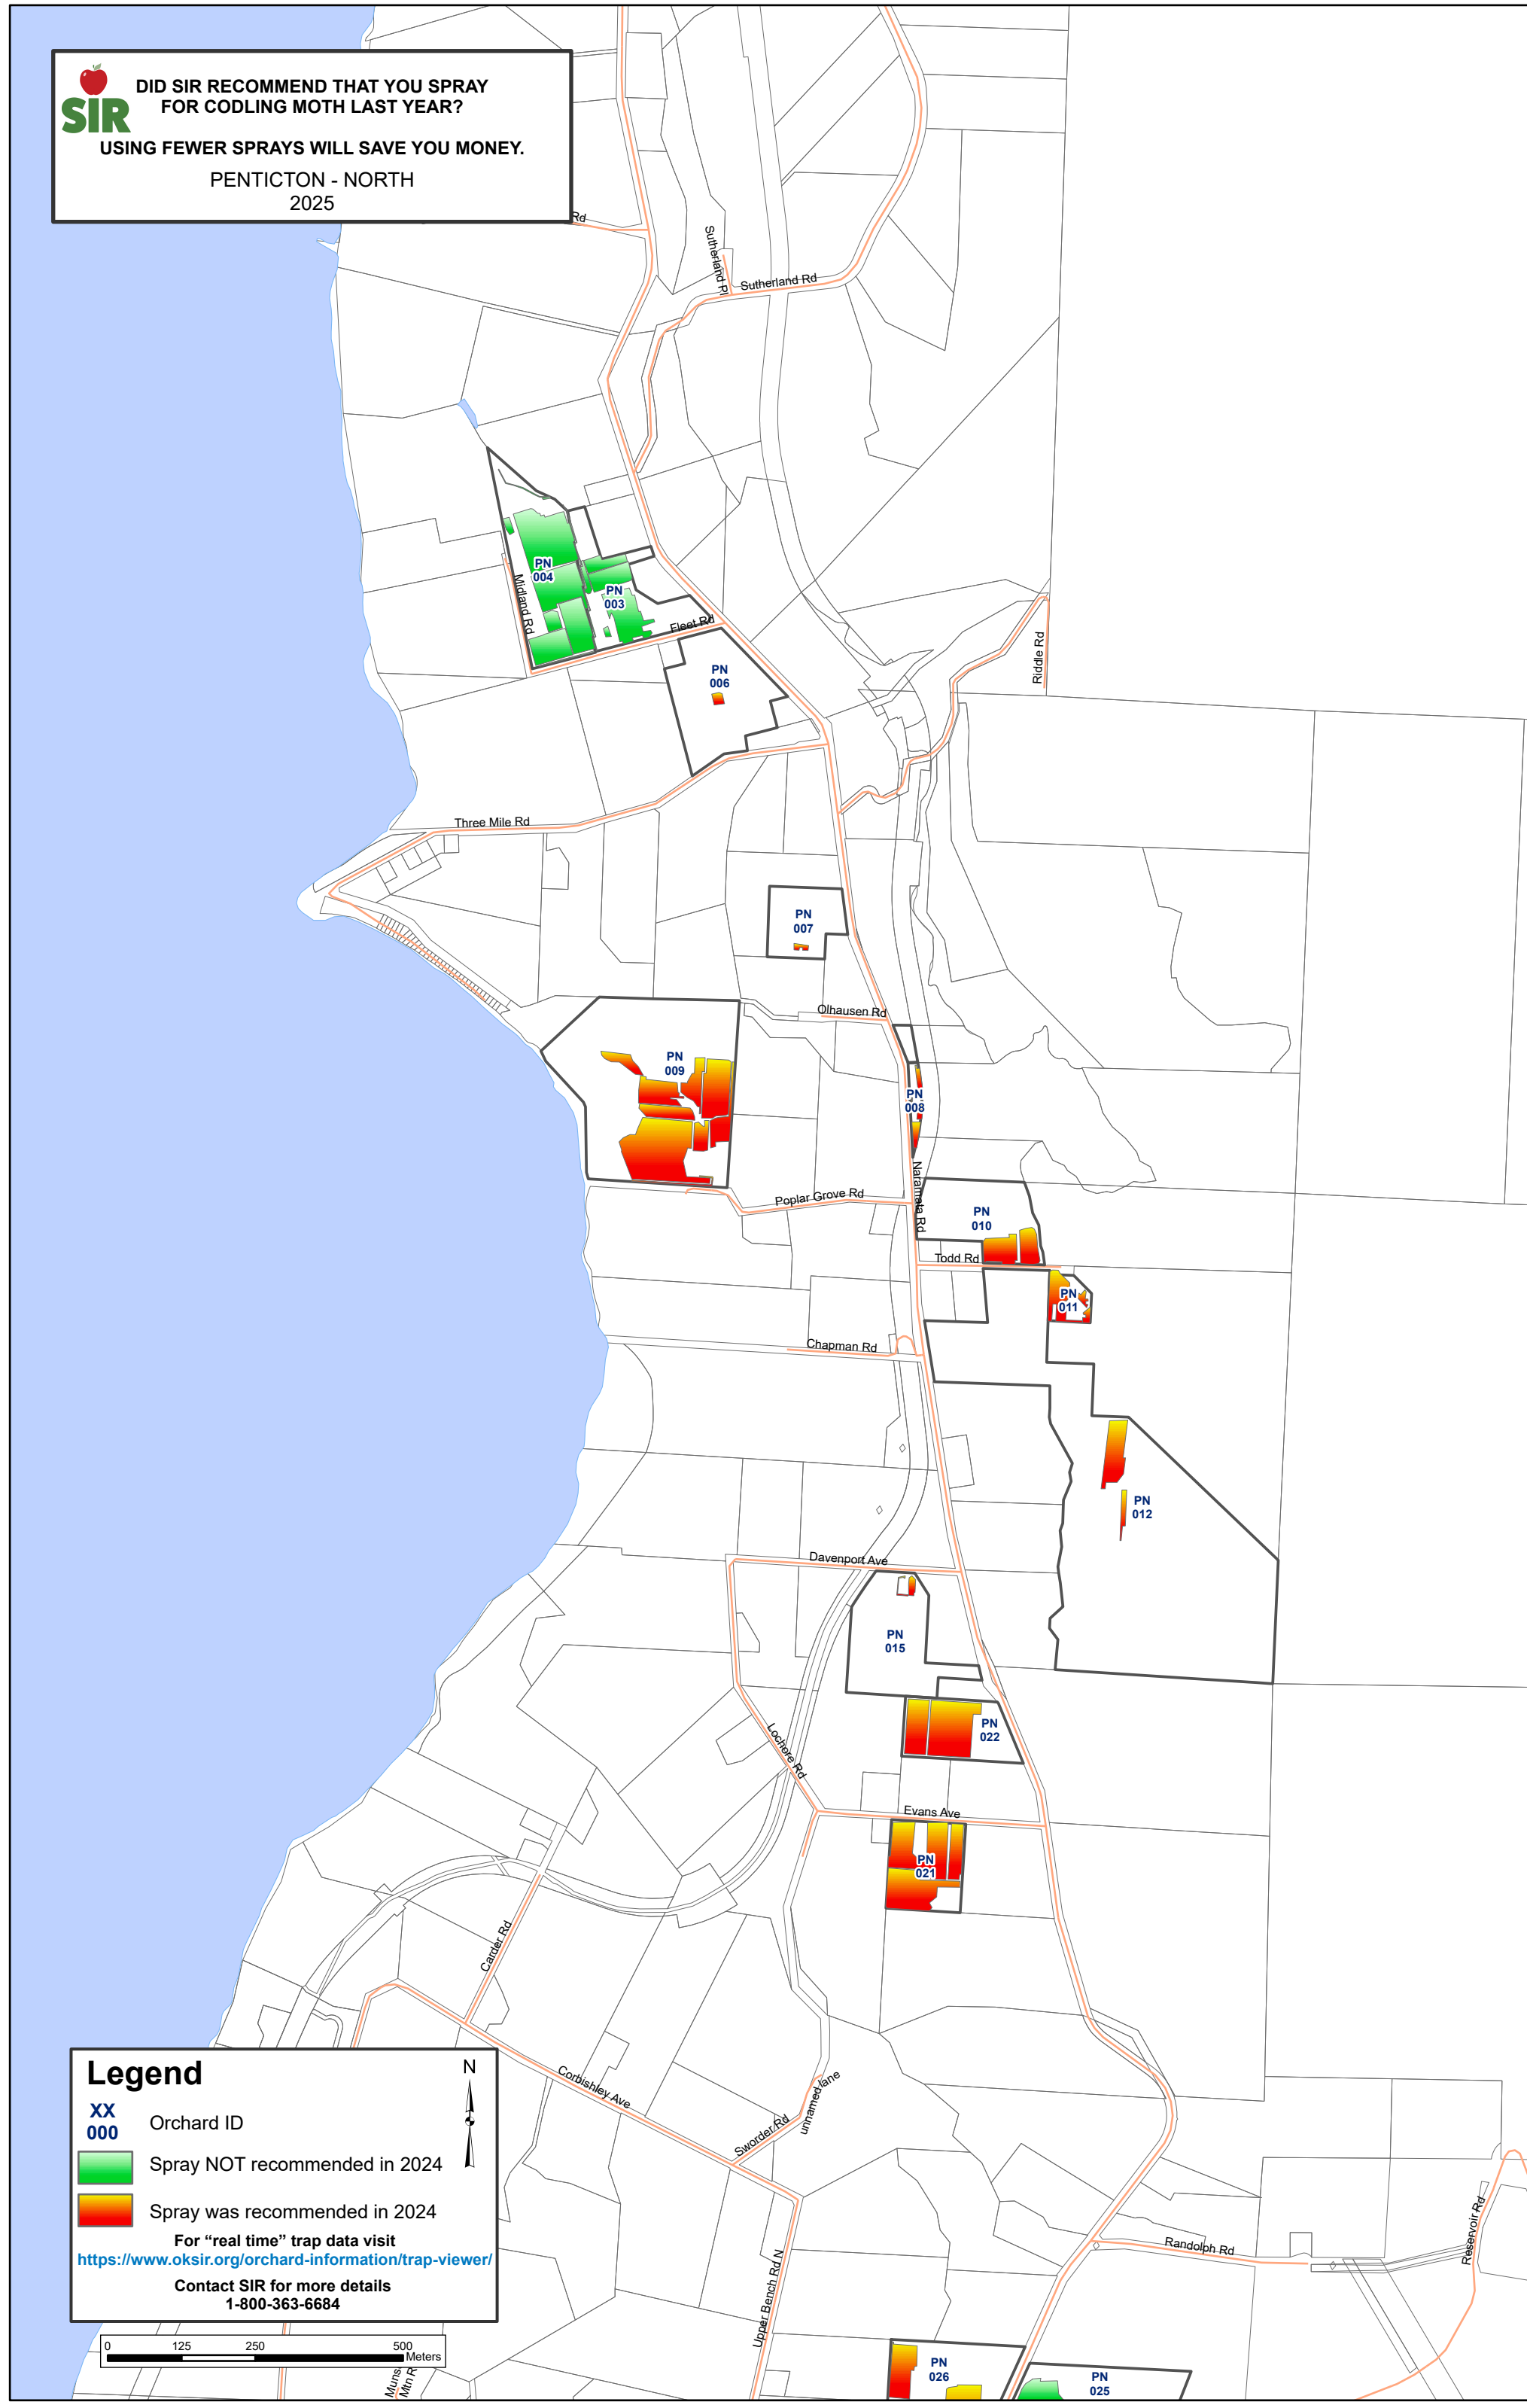 SIR
DID SIR RECOMMEND THAT YOU SPRAY
FOR CODLING MOTH LAST YEAR?
USING FEWER SPRAYS WILL SAVE YOU MONEY.
PENTICTON - NORTH
2025
Rd
Sutherland Pl
Sutherland Rd
PN
004
PN
003
Midland Rd
Fleet Rd
PN
006
Riddle Rd
Three Mile Rd
PN
007
Olhausen Rd
PN
009
PN
008
Naramata Rd
Poplar Grove Rd
PN
010
Todd Rd
PN
011
Chapman Rd
PN
012
Davenport Ave
PN
015
PN
022
Lochore Rd
Evans Ave
PN
021
Carder Rd
Corbishley Ave
Sworder Rd
unnamed lane
Upper Bench Rd N
Randolph Rd
Reservoir Rd
PN
026
PN
025
Legend
N
XX
000
Orchard ID
Spray NOT recommended in 2024
Spray was recommended in 2024
For “real time” trap data visit
https://www.oksir.org/orchard-information/trap-viewer/
Contact SIR for more details
1-800-363-6684
0 125 250 500
Meters
Muns
Mtn R